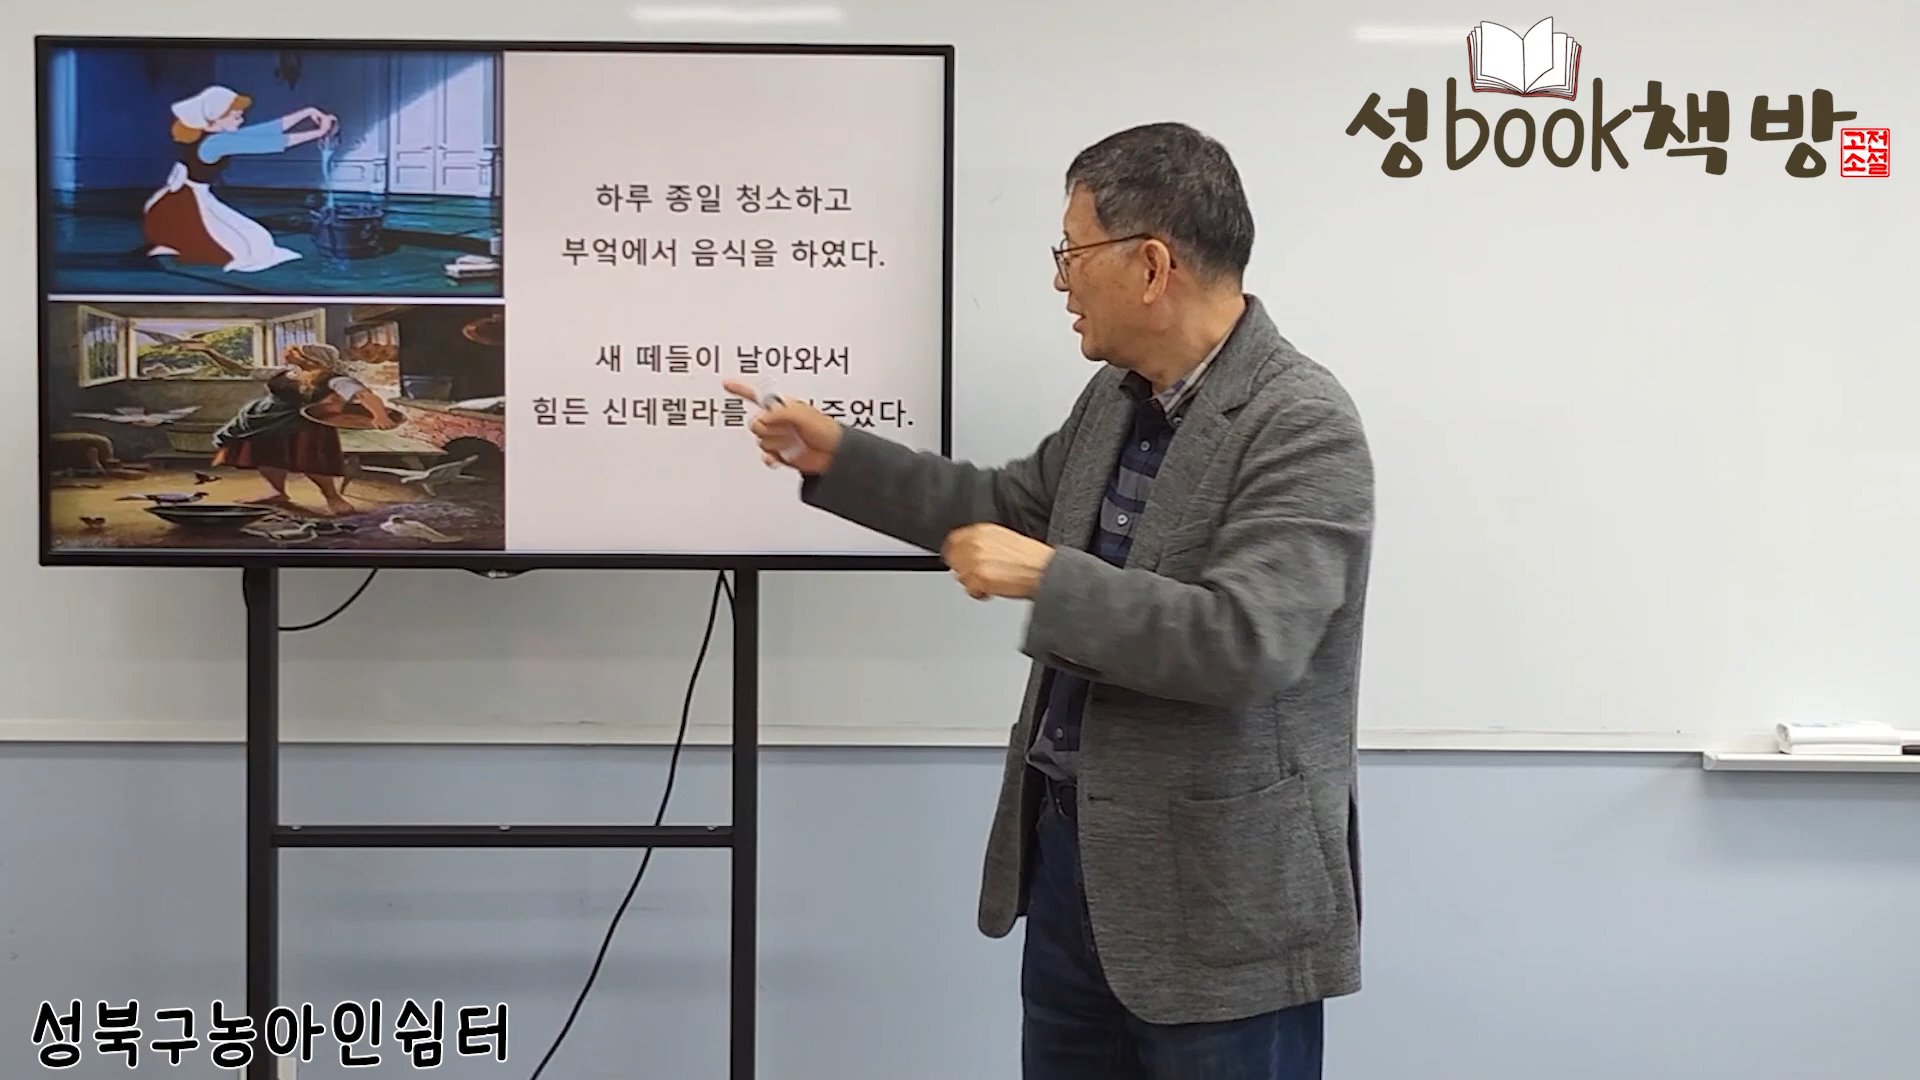 성book책방
고전
소설
하루 종일 청소하고
부엌에서 음식을 하였다.
새 떼들이 날아와서
힘든 신데렐라를 주었다.
성북구농아인쉼터